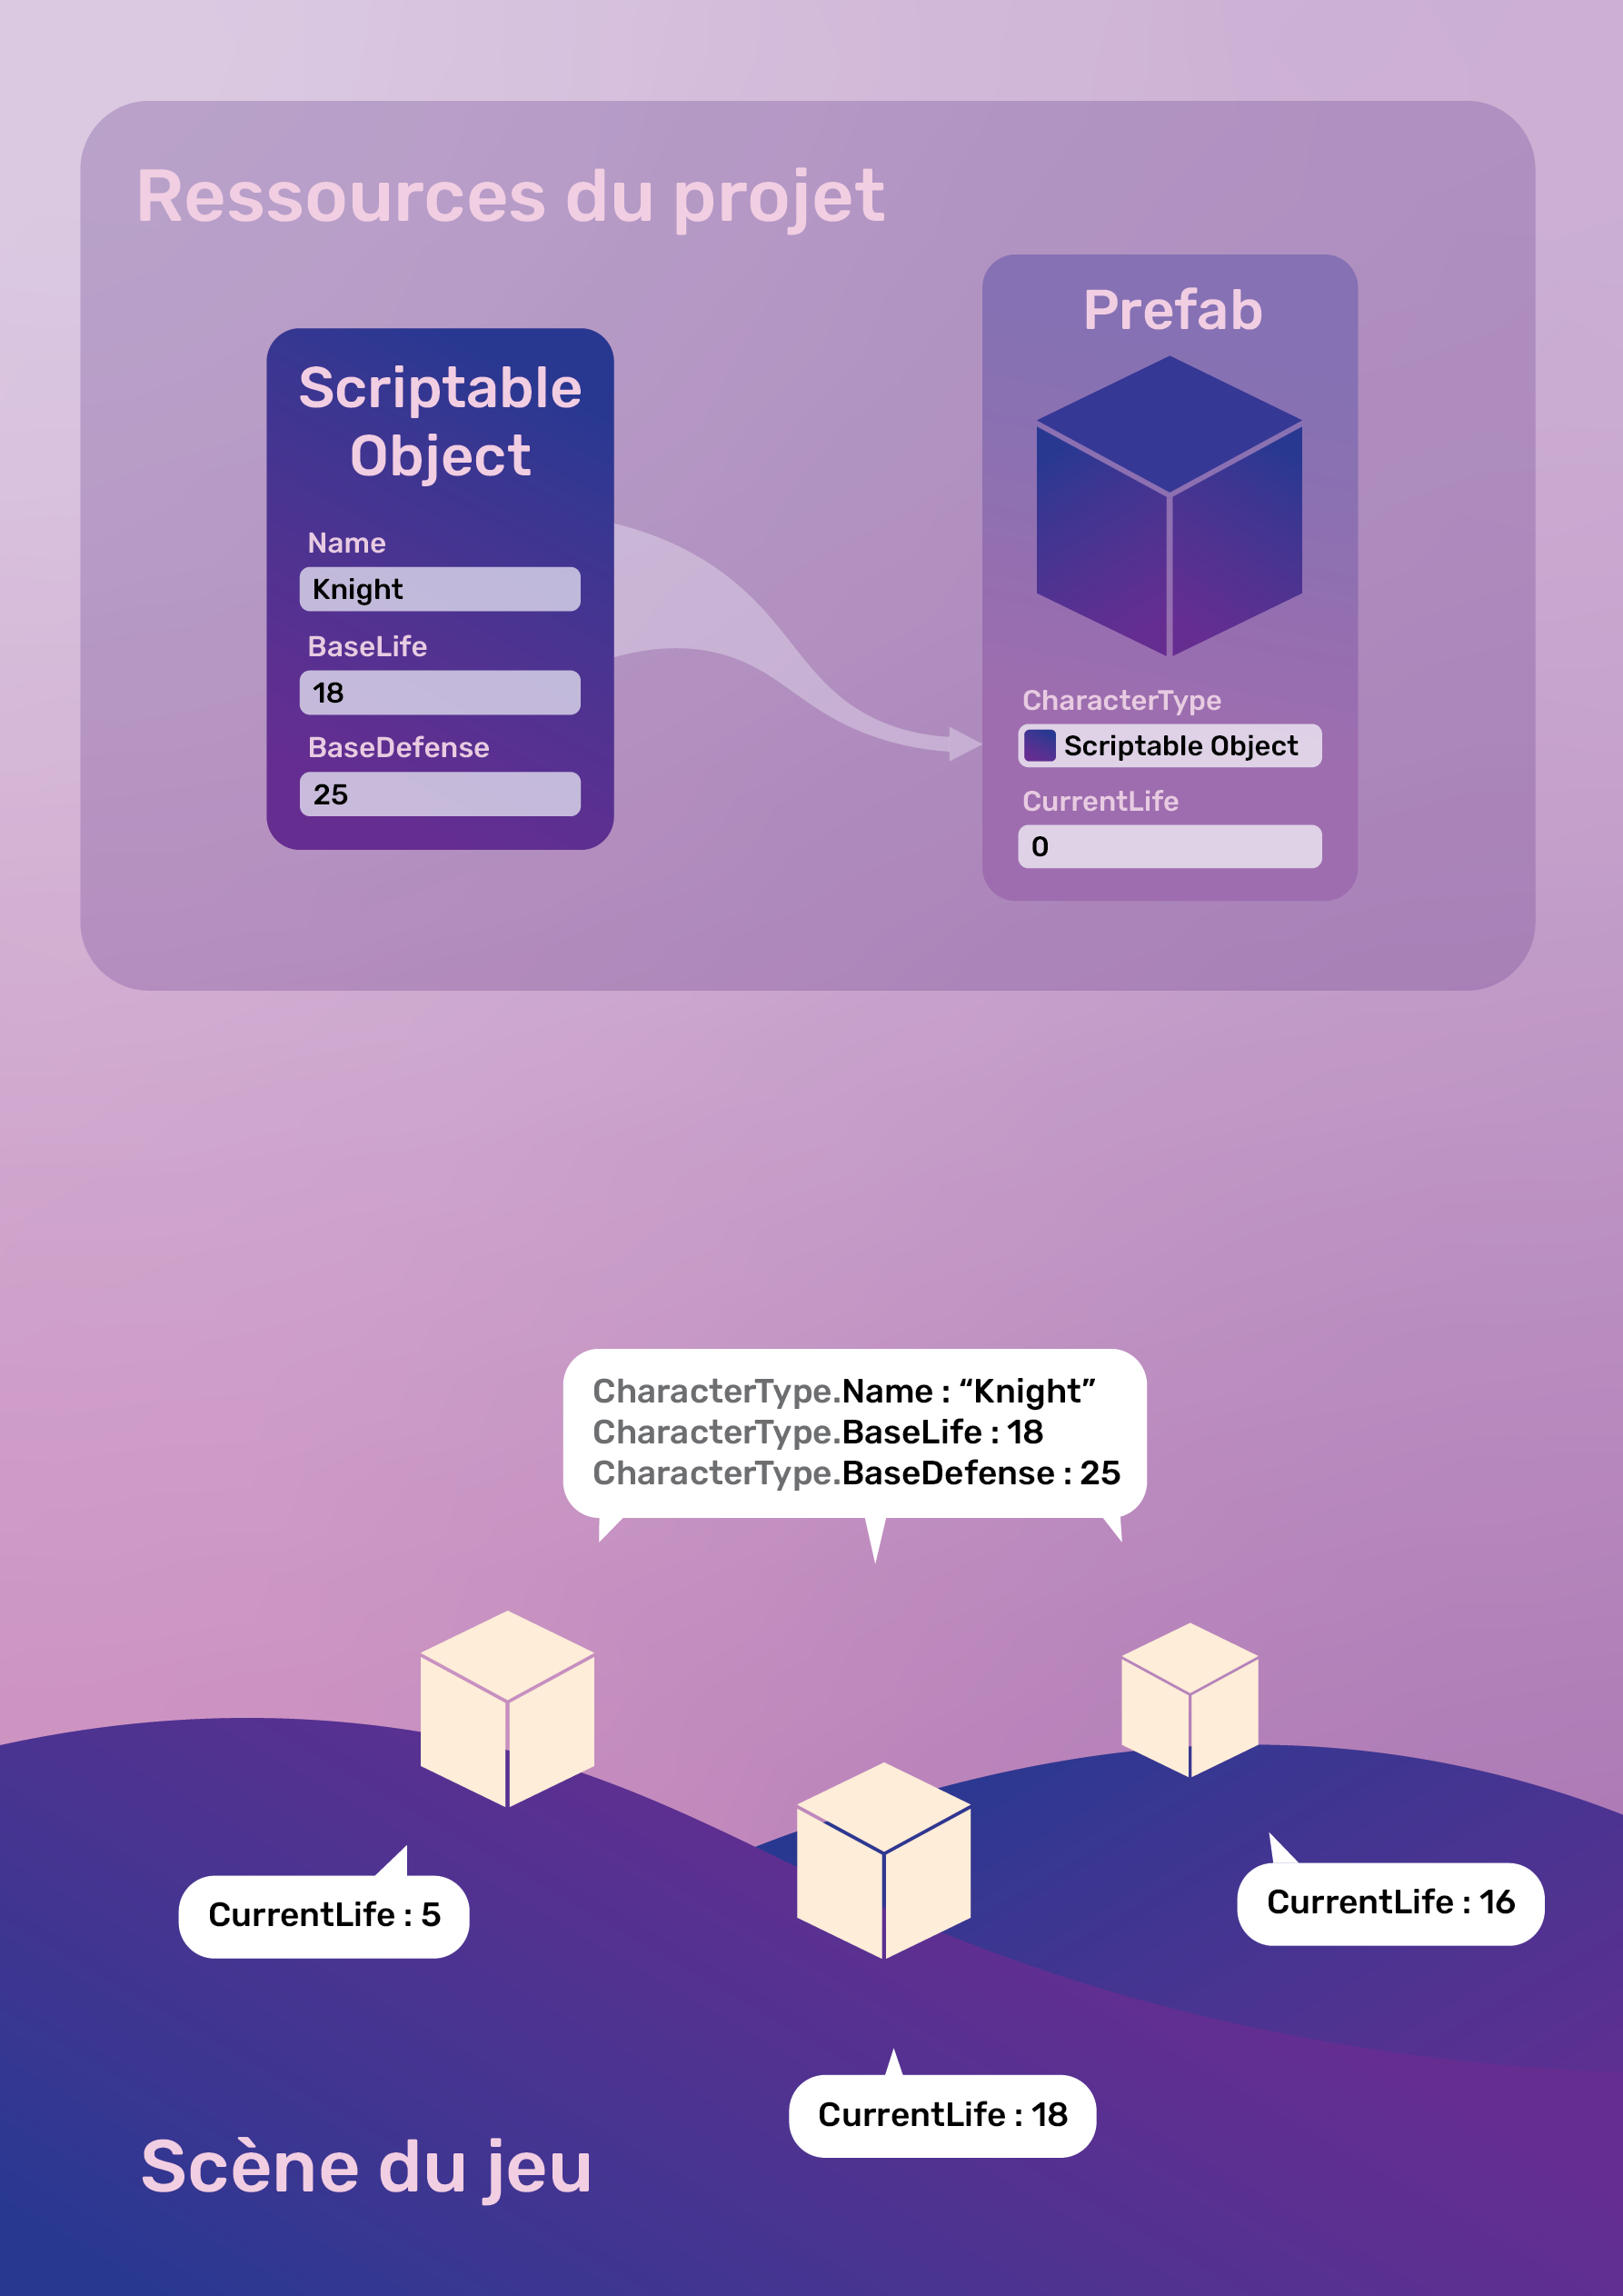 Ressources du projet
Scriptable
Object
Name
Knight
BaseLife
18
BaseDefense
25
Prefab
CharacterType
Scriptable Object
CurrentLife
0
CharacterType.Name : “Knight”
CharacterType.BaseLife : 18
CharacterType.BaseDefense : 25
CurrentLife : 5
CurrentLife : 16
CurrentLife : 18
Scène du jeu